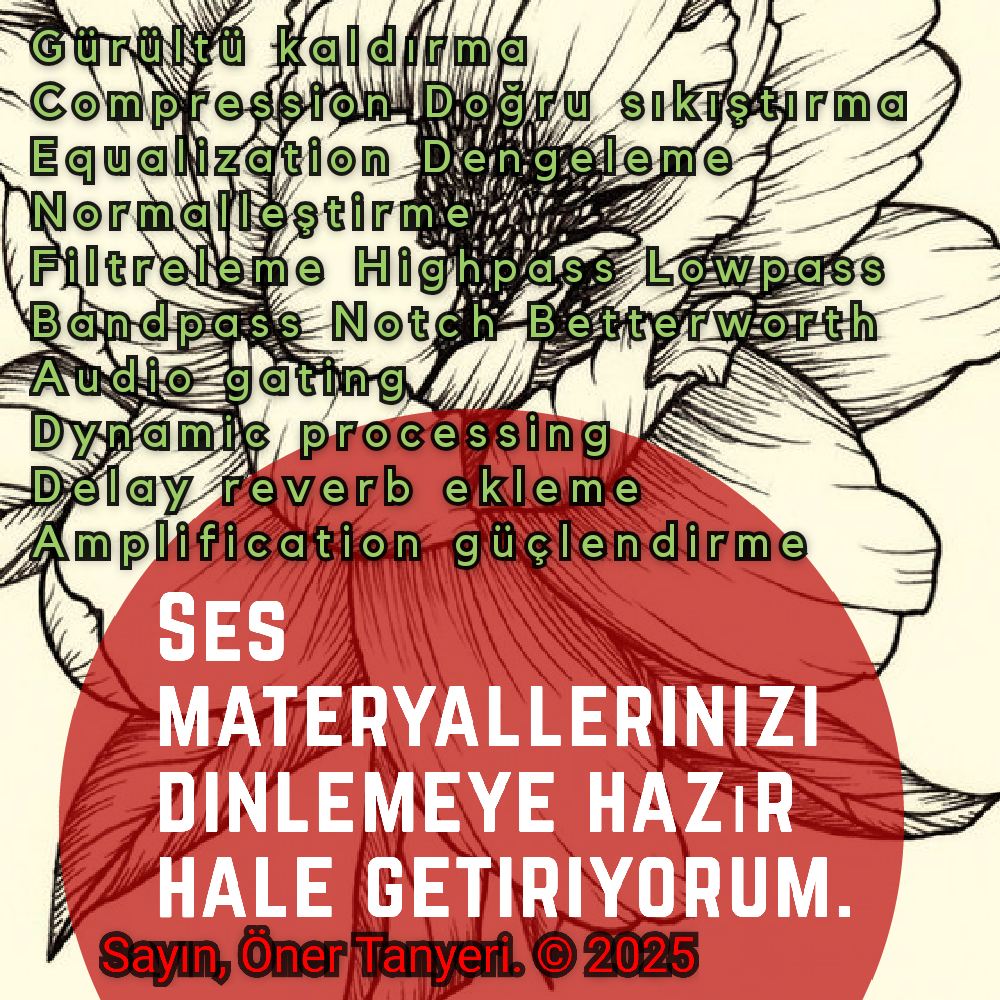 Gürültü kaldırma
Compression Doğru sıkıştırma
Equalization Dengeleme
Normalleştirme
Filtreleme Highpass Lowpass
Bandpass Notch Betterworth
Audio gating
Dynamic processing
Delay reverb ekleme
Amplification güçlendirme
SES
MATERYALLERINIZI
DINLEMEYE HAZıR
HALE GETIRIYORUM.
Sayın, Öner Tanyeri. © 2025